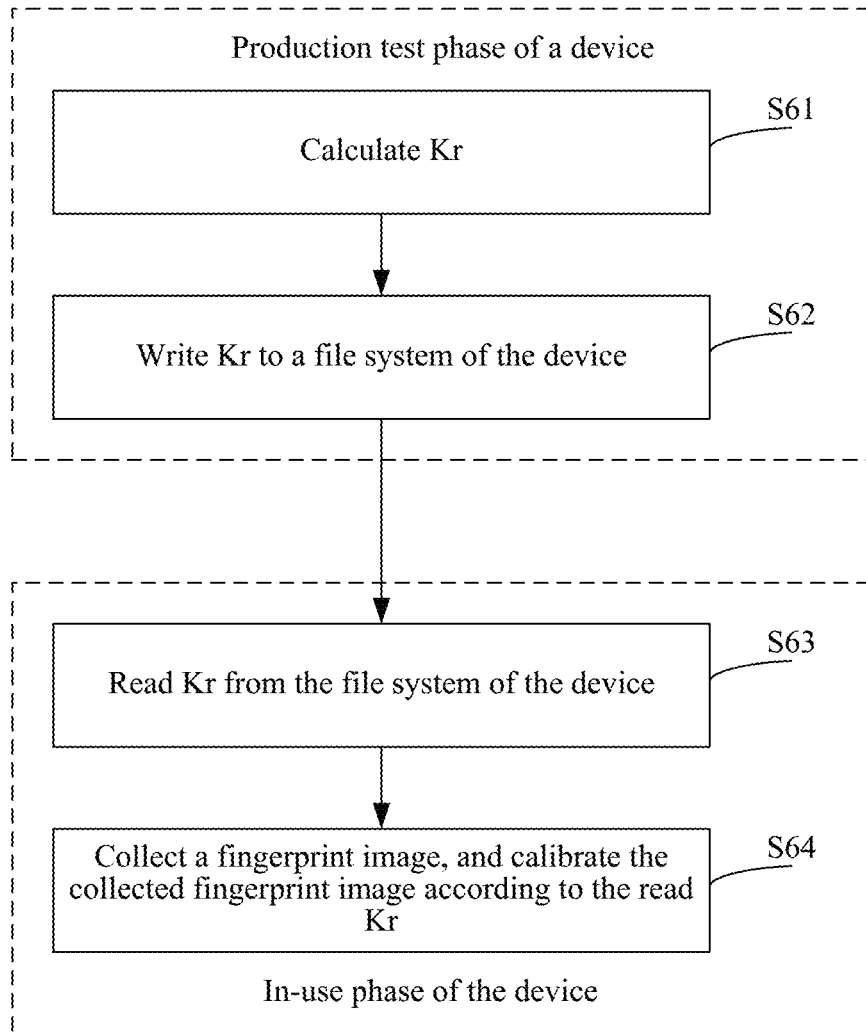 Production test phase of a device
S61
Calculate Kr
S62
Write Kr to a file system of the device
S63
Read Kr from the file system of the device
S64
Collect a fingerprint image, and calibrate the
collected fingerprint image according to the read
Kr
In-use phase of the device